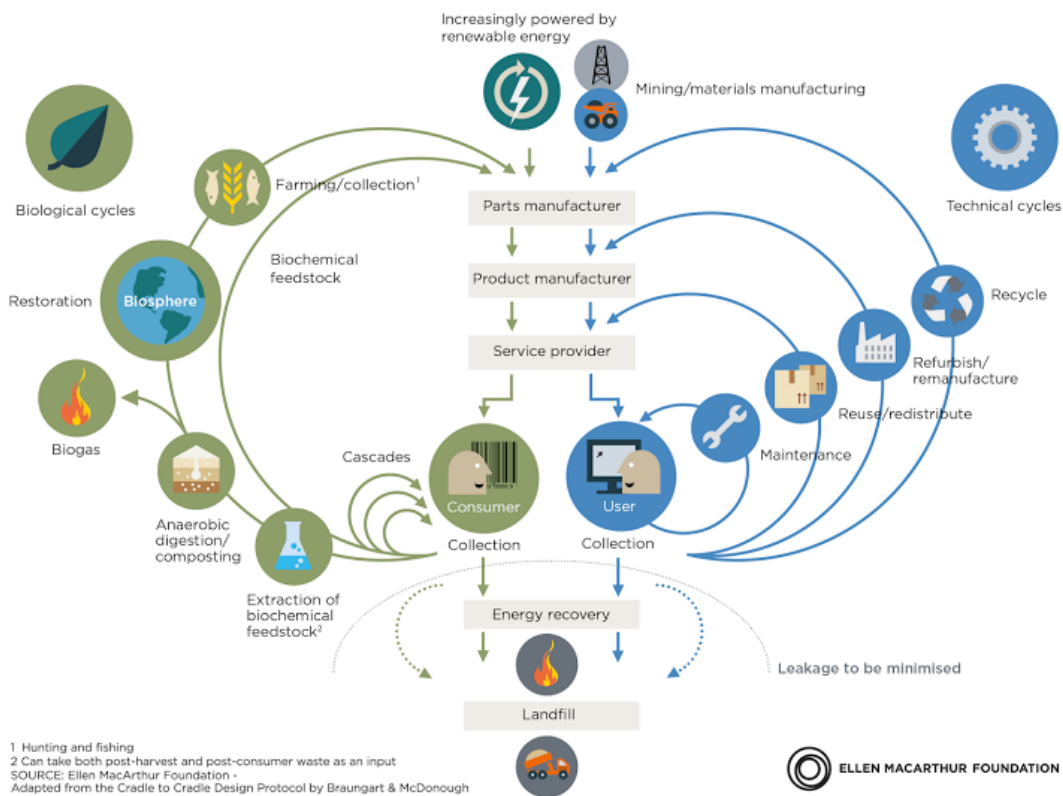 Increasingly powered by
renewable energy
Mining/materials manufacturing
Biological cycles
Farming/collection¹
Parts manufacturer
Technical cycles
Biochemical
feedstock
Product manufacturer
Restoration
Biosphere
Recycle
Service provider
Refurbish/
remanufacture
Reuse/redistribute
Biogas
Cascades
Maintenance
Consumer
User
Anaerobic
digestion/
composting
Collection
Collection
Extraction of
biochemical
feedstock²
Energy recovery
Leakage to be minimised
Landfill
1 Hunting and fishing
2 Can take both post-harvest and post-consumer waste as an input
SOURCE: Ellen MacArthur Foundation -
Adapted from the Cradle to Cradle Design Protocol by Braungart & McDonough
ELLEN MACARTHUR FOUNDATION